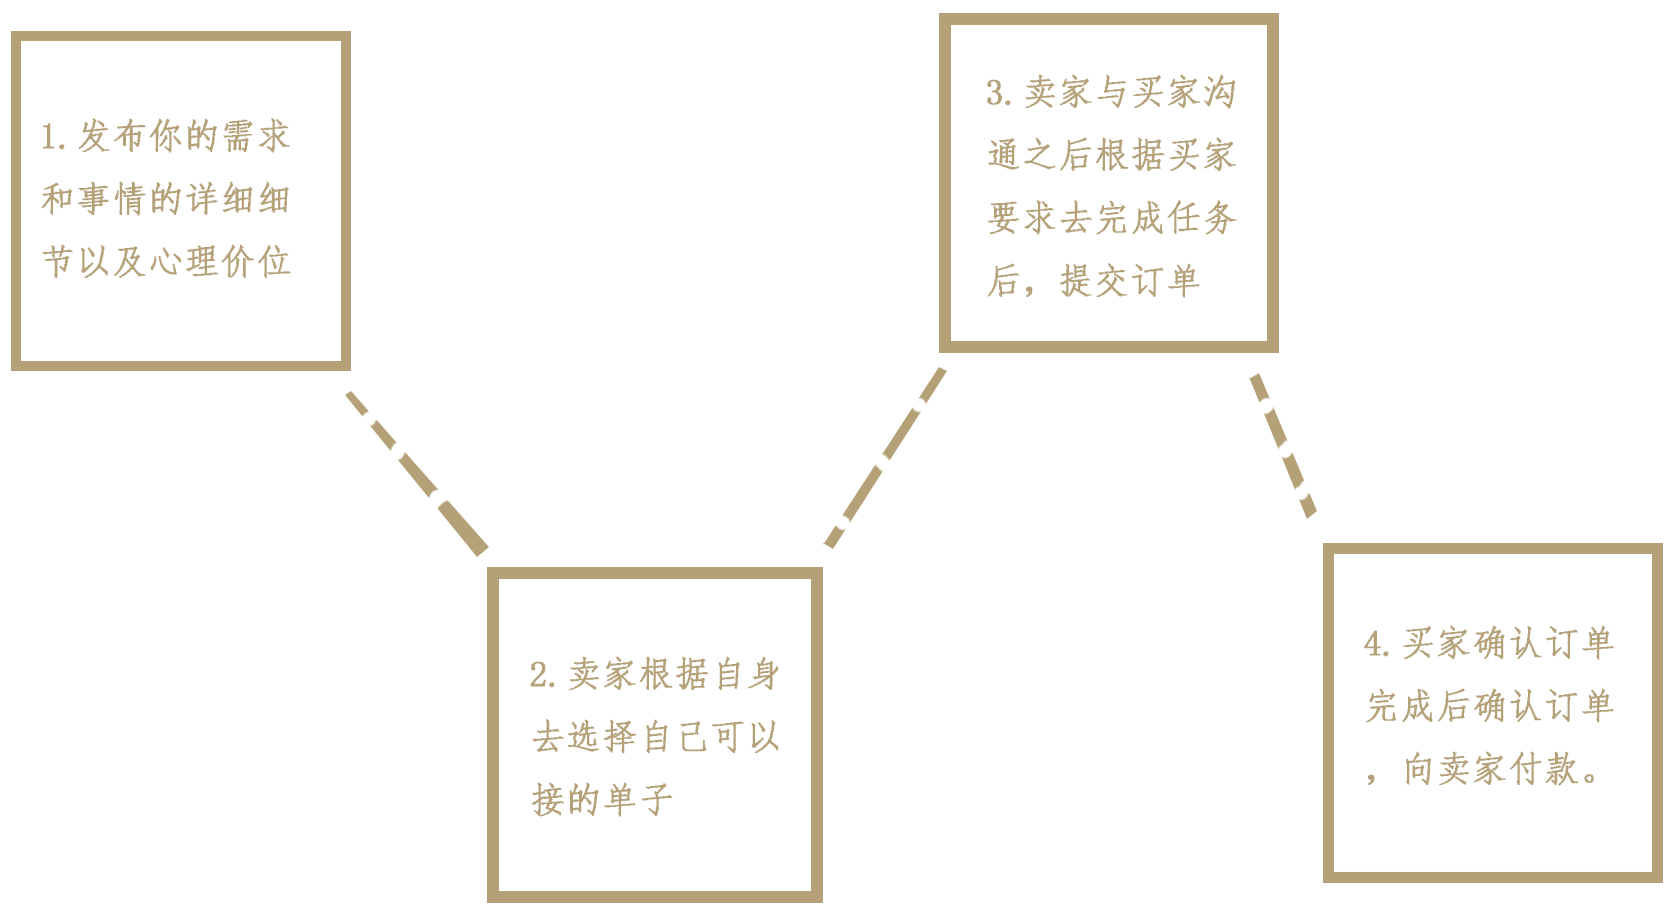 1.发布你的需求
和事情的详细细
节以及心理价位
2.卖家根据自身
去选择自己可以
接的单子
3.卖家与买家沟
通之后根据买家
要求去完成任务
后，提交订单
4.买家确认订单
完成后确认订单
，向卖家付款。